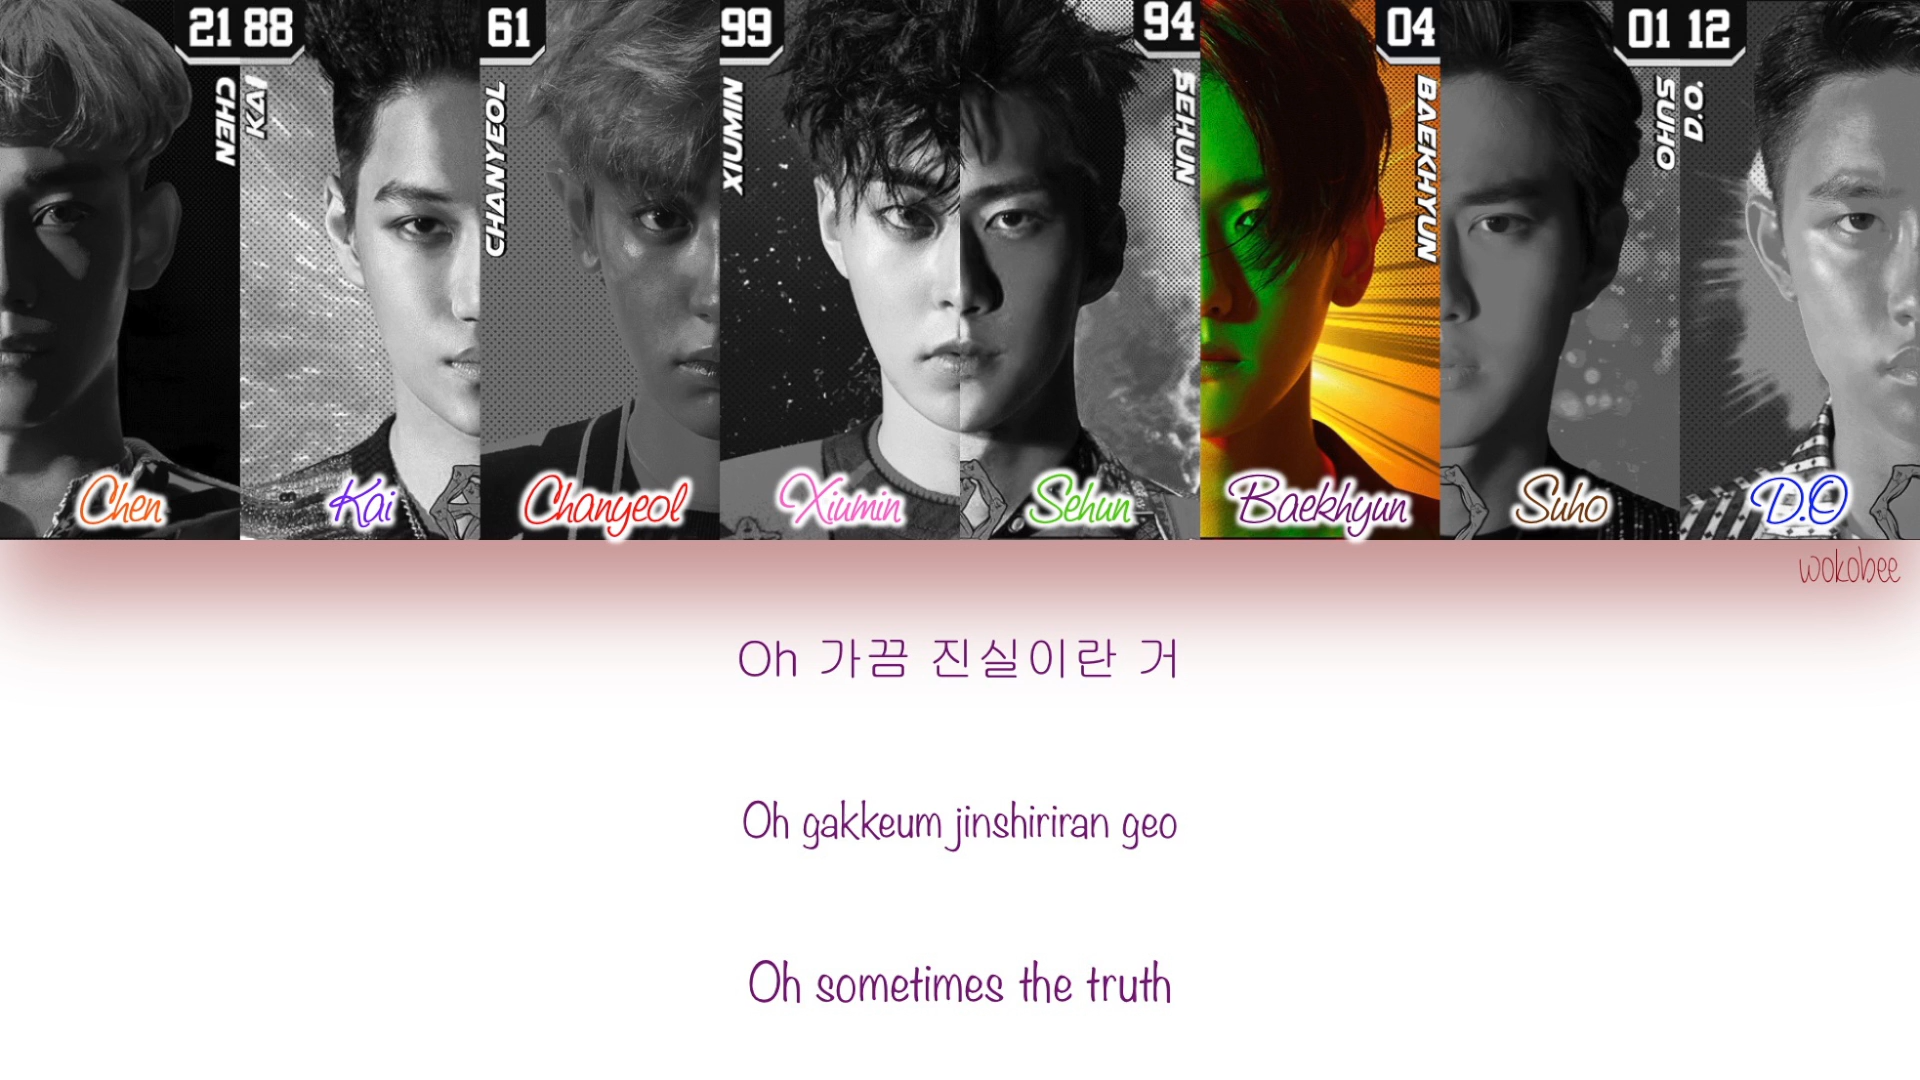 21 88 61 99 94 04 01 12
CHEN KAI CHANYEOL XIUMIN SEHUN BAEKHYUN SUHO D.O.
Chen Kai Chanyeol Xiumin Sehun Baekhyun Suho D.O
wokobee
Oh 가끔 진실이란 거
Oh gakkeum jinshiriran geo
Oh sometimes the truth